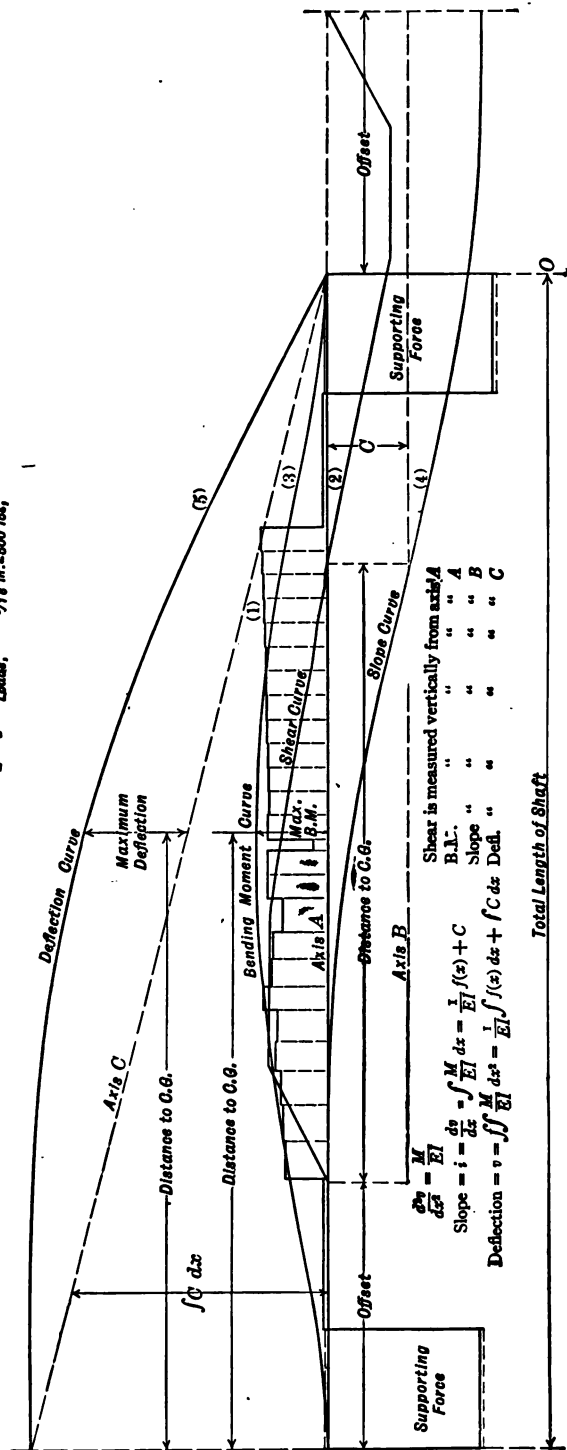 Deflection Curve
Maximum
Deflection
Axis C
(5)
Distance to C.G.
Distance to C.G.
∫C dx
Bending Moment Curve
(1)
(3)
Shear Curve
Max.
B.M.
Axis A
(2)
C
(4)
Slope Curve
Distance to C.G.
Axis B
Offset
Offset
Supporting
Force
Supporting
Force
O
d²v/dx² = M/EI
Slope = i = dv/dx = ∫ M/EI dx = 1/EI f(x) + C
Deflection = v = ∫∫ M/EI dx² = 1/EI ∫ f(x) dx + ∫C dx
Shear is measured vertically from axis A
" " " " A
Slope " " " " B
Defl. " " " " C
Total Length of Shaft